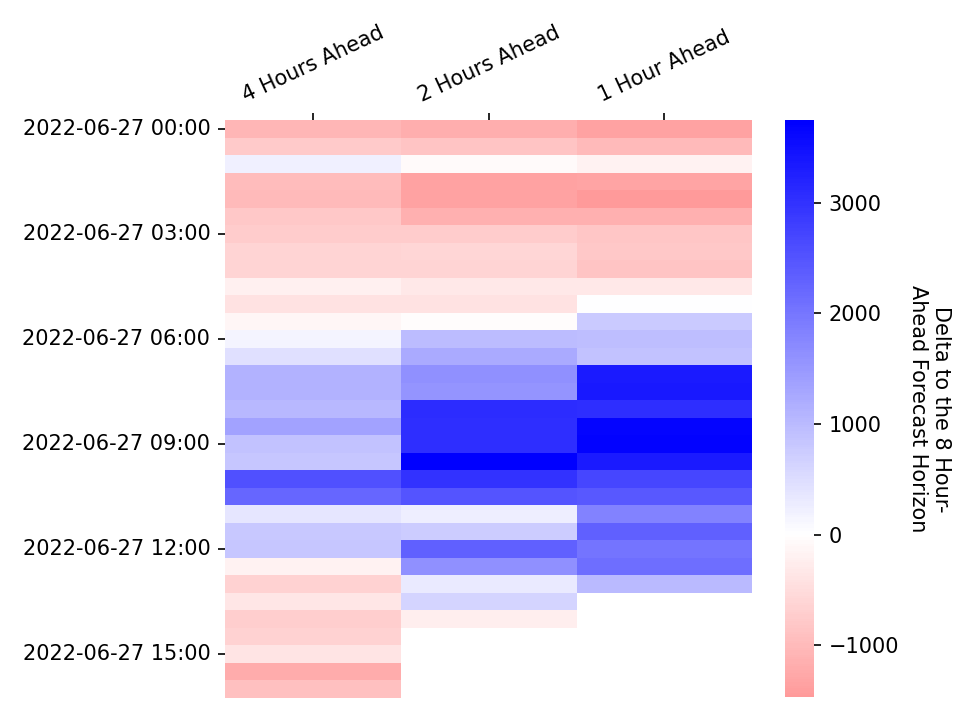 4 Hours Ahead
2 Hours Ahead
1 Hour Ahead
2022-06-27 00:00
2022-06-27 03:00
2022-06-27 06:00
2022-06-27 09:00
2022-06-27 12:00
2022-06-27 15:00
3000
2000
1000
0
−1000
Delta to the 8 Hour-
Ahead Forecast Horizon